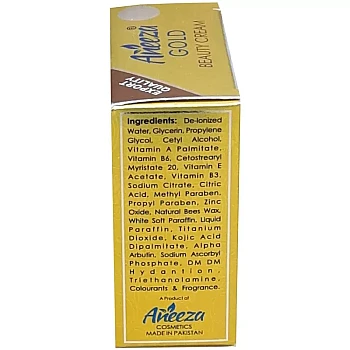 Aneeza®
GOLD
BEAUTY CREAM
EXPORT
QUALITY
Ingredients: De-Ionized
Water, Glycerin, Propylene
Glycol, Cetyl Alcohol,
Vitamin A Palmitate,
Vitamin B6, Cetostrearyl
Myristate 20, Vitamin E
Acetate, Vitamin B3,
Sodium Citrate, Citric
Acid, Methyl Paraben,
Propyl Paraben, Zinc
Oxide, Natural Bees Wax,
White Soft Paraffin, Liquid
Paraffin, Titanium
Dioxide, Kojic Acid
Dipalmitate, Alpha
Arbutin, Sodium Ascorbyl
Phosphate, DM DM
Hydantion,
Triethanolamine,
Colourants & Fragrance.
A Product of
Aneeza
COSMETICS
MADE IN PAKISTAN